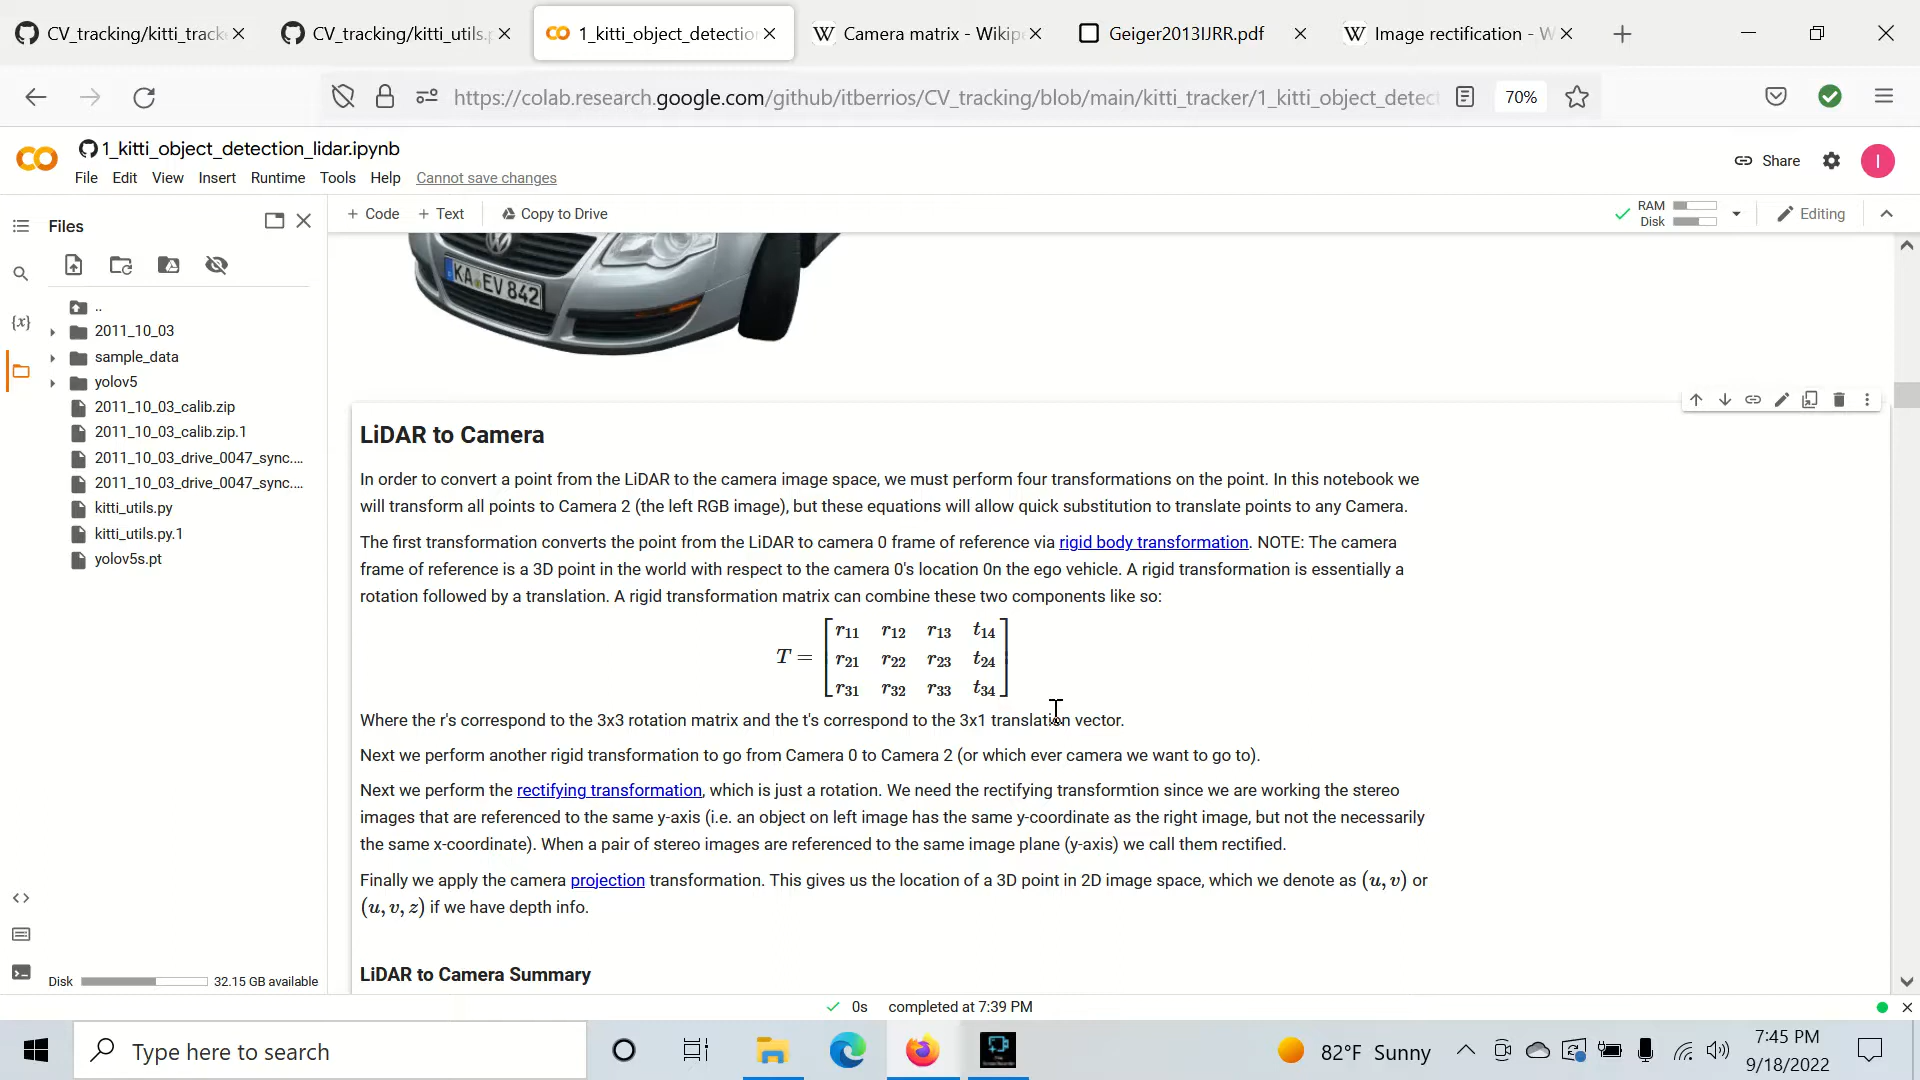 CV_tracking/kitti_track
CV_tracking/kitti_utils.p
1_kitti_object_detectio
W Camera matrix - Wikipe
Geiger2013IJRR.pdf
W Image rectification - W
https://colab.research.google.com/github/itberrios/CV_tracking/blob/main/kitti_tracker/1_kitti_object_detect
70%
1_kitti_object_detection_lidar.ipynb
File Edit View Insert Runtime Tools Help Cannot save changes
Share
I
Files
+ Code + Text Copy to Drive
RAM
Disk
Editing
..
2011_10_03
sample_data
yolov5
2011_10_03_calib.zip
2011_10_03_calib.zip.1
2011_10_03_drive_0047_sync....
2011_10_03_drive_0047_sync....
kitti_utils.py
kitti_utils.py.1
yolov5s.pt
{x}
<>
Disk 32.15 GB available
KA EV 842
LiDAR to Camera
In order to convert a point from the LiDAR to the camera image space, we must perform four transformations on the point. In this notebook we
will transform all points to Camera 2 (the left RGB image), but these equations will allow quick substitution to translate points to any Camera.
The first transformation converts the point from the LiDAR to camera 0 frame of reference via rigid body transformation. NOTE: The camera
frame of reference is a 3D point in the world with respect to the camera 0's location 0n the ego vehicle. A rigid transformation is essentially a
rotation followed by a translation. A rigid transformation matrix can combine these two components like so:
r11 r12 r13 t14
T = r21 r22 r23 t24
r31 r32 r33 t34
Where the r's correspond to the 3x3 rotation matrix and the t's correspond to the 3x1 translation vector.
Next we perform another rigid transformation to go from Camera 0 to Camera 2 (or which ever camera we want to go to).
Next we perform the rectifying transformation, which is just a rotation. We need the rectifying transformtion since we are working the stereo
images that are referenced to the same y-axis (i.e. an object on left image has the same y-coordinate as the right image, but not the necessarily
the same x-coordinate). When a pair of stereo images are referenced to the same image plane (y-axis) we call them rectified.
Finally we apply the camera projection transformation. This gives us the location of a 3D point in 2D image space, which we denote as (u, v) or
(u, v, z) if we have depth info.
LiDAR to Camera Summary
0s completed at 7:39 PM
Type here to search
82°F Sunny
7:45 PM
9/18/2022